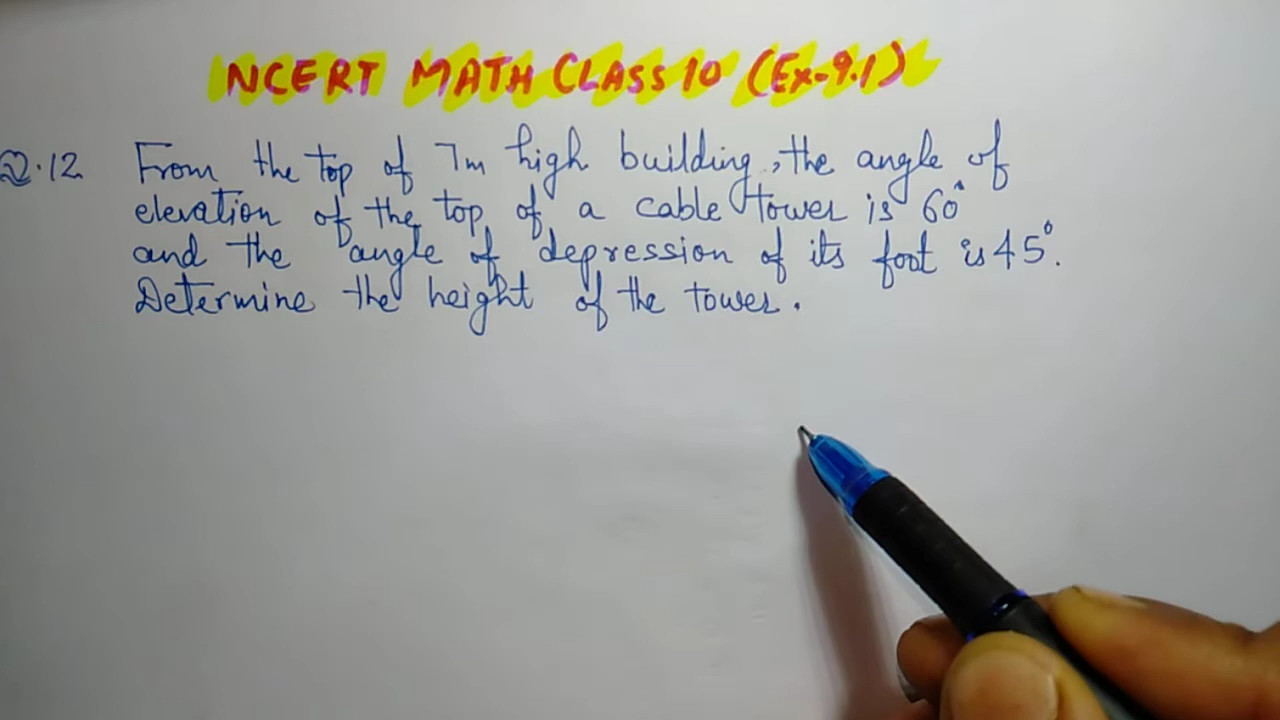 NCERT MATH CLASS 10 (Ex-9.1)
Q.12 From the top of 7m high building, the angle of
elevation of the top of a cable tower is 60°
and the angle of depression of its foot is 45°.
Determine the height of the tower.